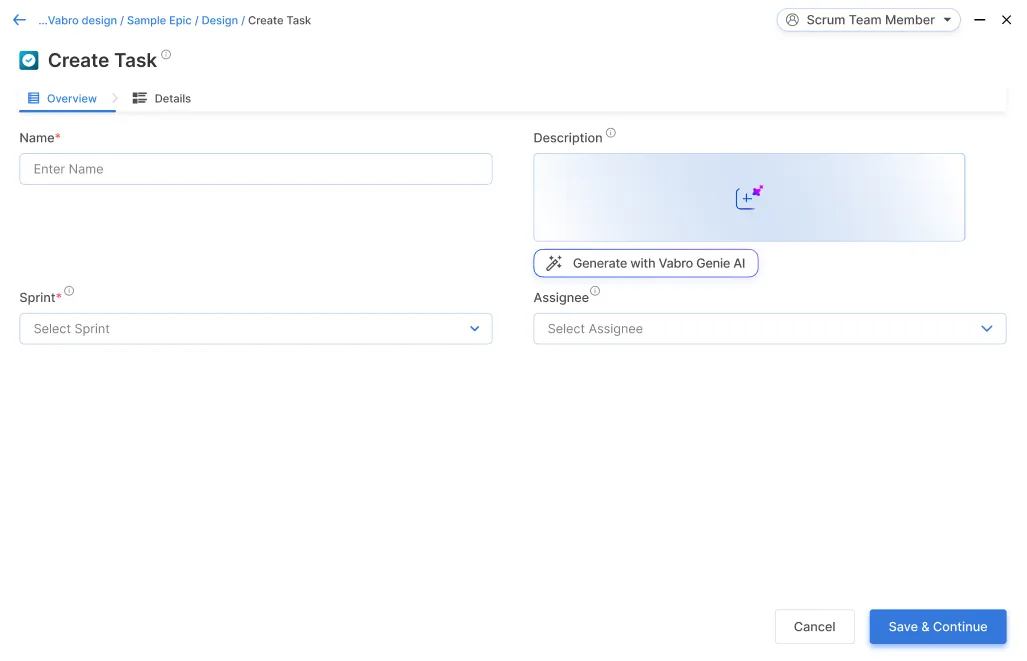 ...Vabro design / Sample Epic / Design / Create Task
Scrum Team Member
Create Task
Overview
Details
Name*
Enter Name
Description
Generate with Vabro Genie AI
Sprint*
Select Sprint
Assignee
Select Assignee
Cancel
Save & Continue